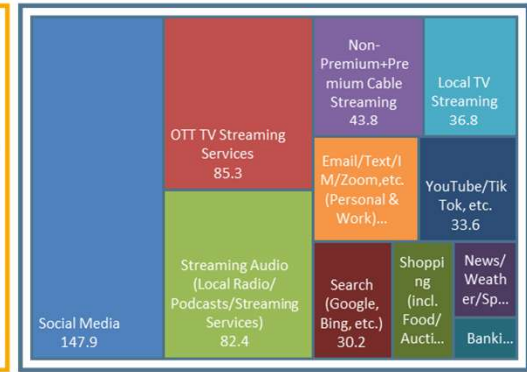 Social Media
147.9
OTT TV Streaming
Services
85.3
Streaming Audio
(Local Radio/
Podcasts/Streaming
Services)
82.4
Non-
Premium+Pre
mium Cable
Streaming
43.8
Local TV
Streaming
36.8
Email/Text/I
M/Zoom,etc.
(Personal &
Work)...
YouTube/Tik
Tok, etc.
33.6
Search
(Google,
Bing, etc.)
30.2
Shoppi
ng
(incl.
Food/
Aucti...
News/
Weath
er/Sp...
Banki...